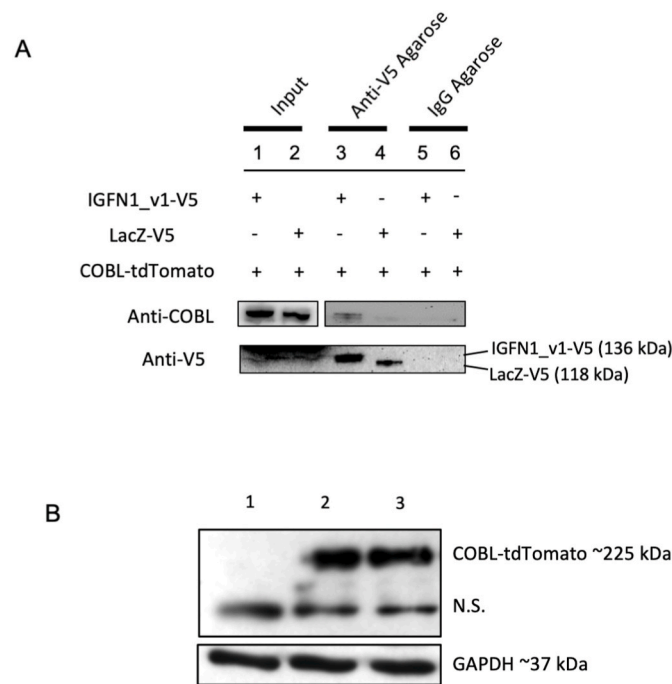 A
Input
Anti-V5 Agarose
IgG Agarose
1 2 3 4 5 6
IGFN1_v1-V5 + + - + -
LacZ-V5 - + - + - +
COBL-tdTomato + + + + + +
Anti-COBL
Anti-V5
IGFN1_v1-V5 (136 kDa)
LacZ-V5 (118 kDa)
B
1 2 3
COBL-tdTomato ~225 kDa
N.S.
GAPDH ~37 kDa